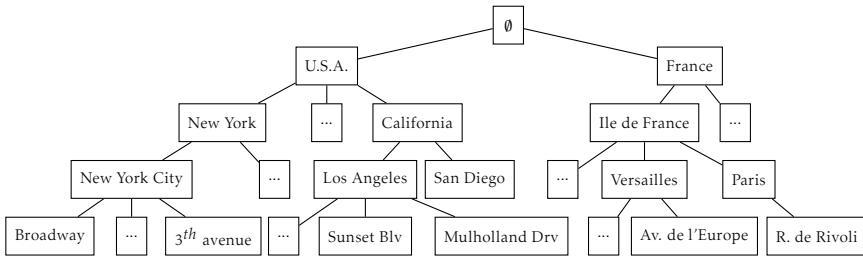 ∅
U.S.A. France
New York ... California Ile de France ...
New York City ... Los Angeles San Diego ... Versailles Paris
Broadway ... 3th avenue ... Sunset Blv Mulholland Drv ... Av. de l'Europe R. de Rivoli